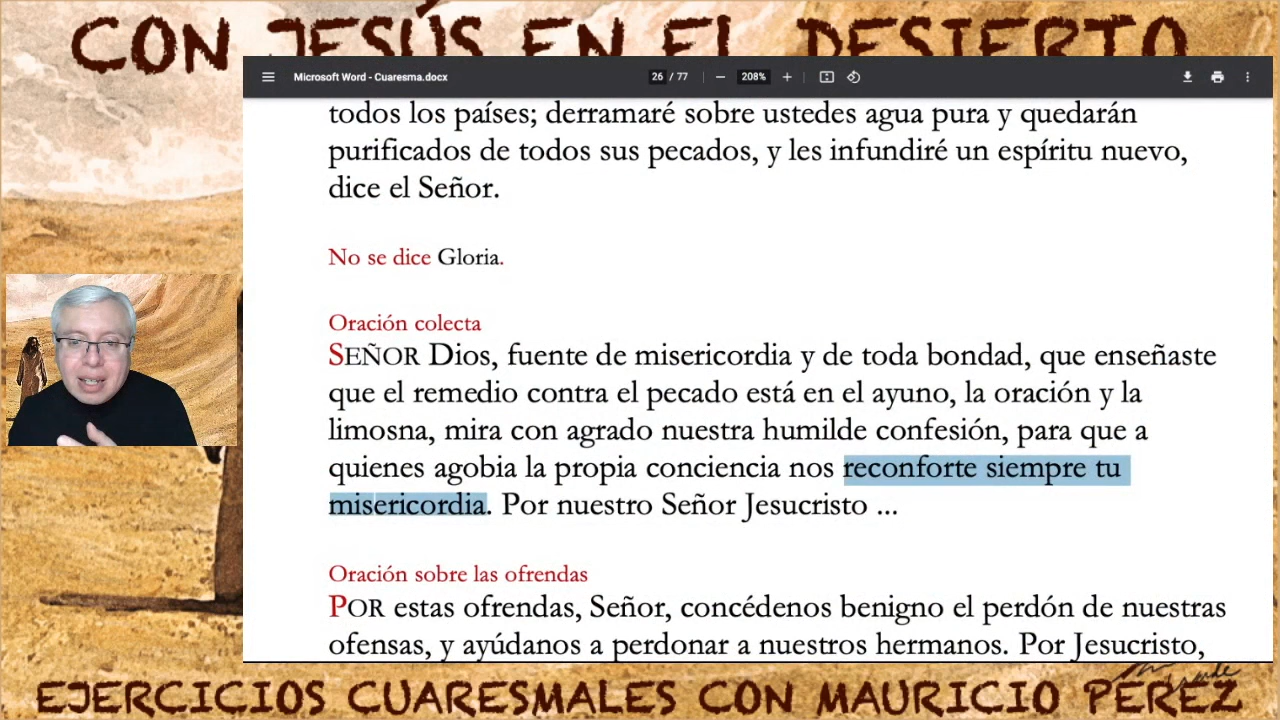 CON JESÚS EN EL DESIERTO
Microsoft Word - Cuaresma.docx
26 / 77
208%
todos los países; derramaré sobre ustedes agua pura y quedarán
purificados de todos sus pecados, y les infundiré un espíritu nuevo,
dice el Señor.
No se dice Gloria.
Oración colecta
SEÑOR Dios, fuente de misericordia y de toda bondad, que enseñaste
que el remedio contra el pecado está en el ayuno, la oración y la
limosna, mira con agrado nuestra humilde confesión, para que a
quienes agobia la propia conciencia nos reconforte siempre tu
misericordia. Por nuestro Señor Jesucristo ...
Oración sobre las ofrendas
POR estas ofrendas, Señor, concédenos benigno el perdón de nuestras
ofensas, y ayúdanos a perdonar a nuestros hermanos. Por Jesucristo,
EJERCICIOS CUARESMALES CON MAURICIO PÉREZ